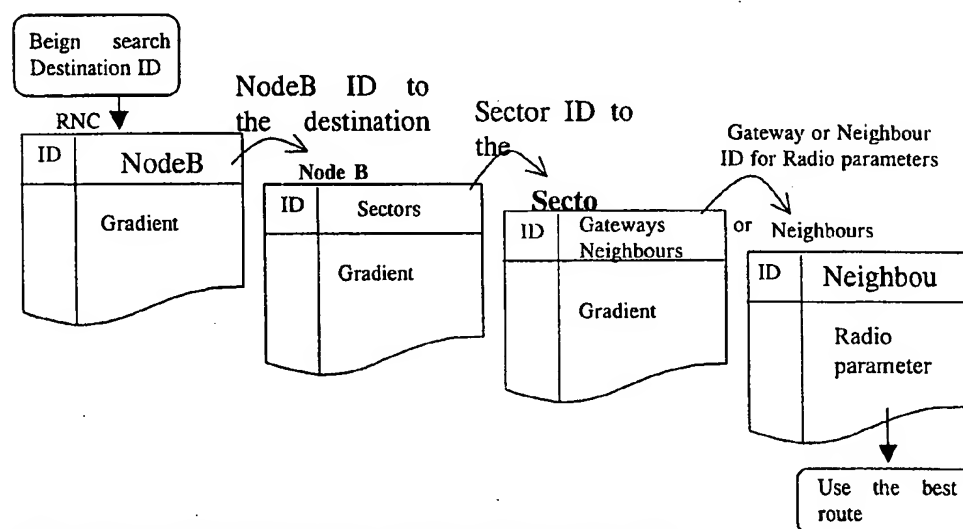 Beign search
Destination ID
RNC
ID NodeB
Gradient
NodeB ID to
the destination
Node B
ID Sectors
Gradient
Sector ID to
the
Secto
ID Gateways
Neighbours
Gradient
Gateway or Neighbour
ID for Radio parameters
or Neighbours
ID Neighbou
Radio
parameter
Use the best
route